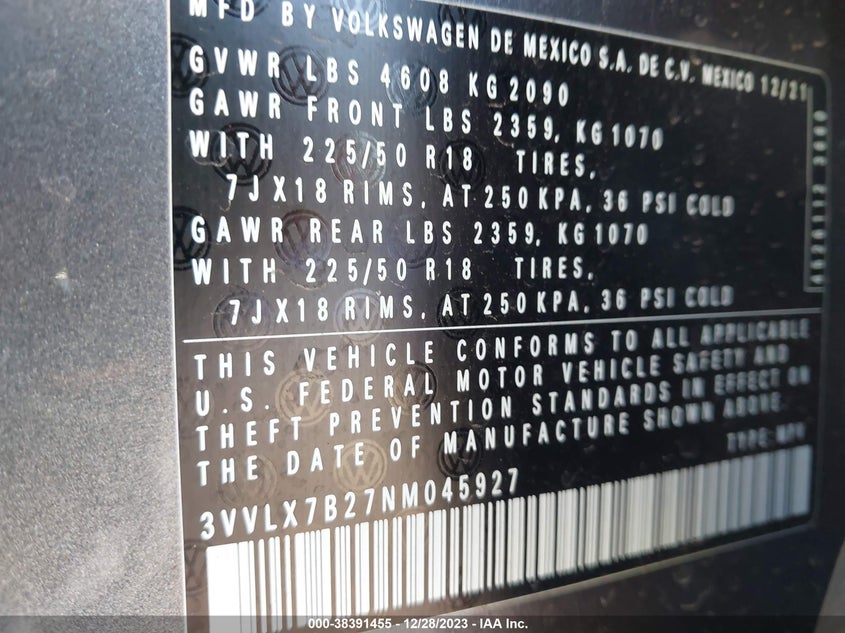 MFD BY VOLKSWAGEN DE MEXICO S.A. DE C.V. MEXICO 12/21
GVWR LBS 4608 KG 2090
GAWR FRONT LBS 2359, KG 1070
WITH 225/50 R18 TIRES,
7J X18 RIMS, AT 250 KPA, 36 PSI COLD
GAWR REAR LBS 2359, KG 1070
WITH 225/50 R18 TIRES,
7J X18 RIMS, AT 250 KPA, 36 PSI COLD
THIS VEHICLE CONFORMS TO ALL APPLICABLE
U.S. FEDERAL MOTOR VEHICLE SAFETY AND
THEFT PREVENTION STANDARDS IN EFFECT ON
THE DATE OF MANUFACTURE SHOWN ABOVE.
TYPE: MPV
3VVLX7B27NM045927
000-38391455 - 12/28/2023 - IAA Inc.